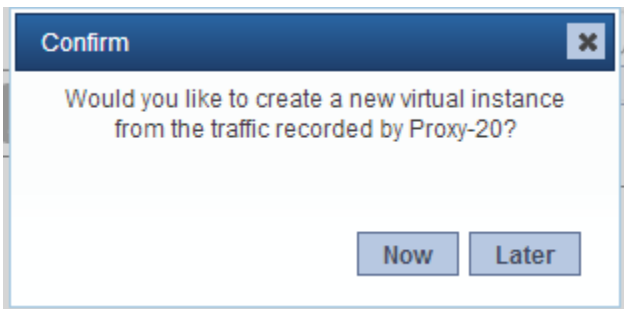 Confirm
Would you like to create a new virtual instance
from the traffic recorded by Proxy-20?
Now Later